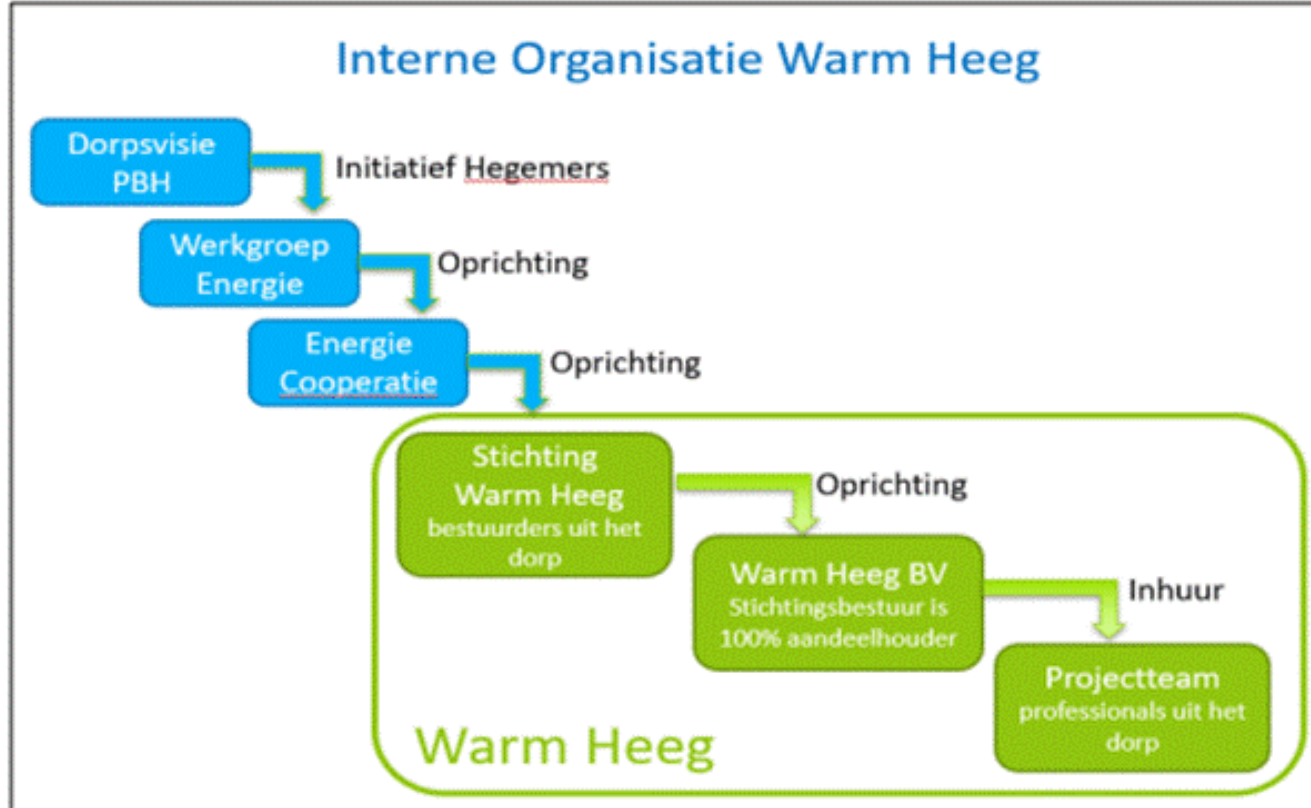 Interne Organisatie Warm Heeg
Dorpsvisie
PBH
Initiatief Hegemers
Werkgroep
Energie
Oprichting
Energie
Cooperatie
Oprichting
Stichting
Warm Heeg
bestuurders uit het
dorp
Oprichting
Warm Heeg BV
Stichtingsbestuur is
100% aandeelhouder
Inhuur
Projectteam
professionals uit het
dorp
Warm Heeg